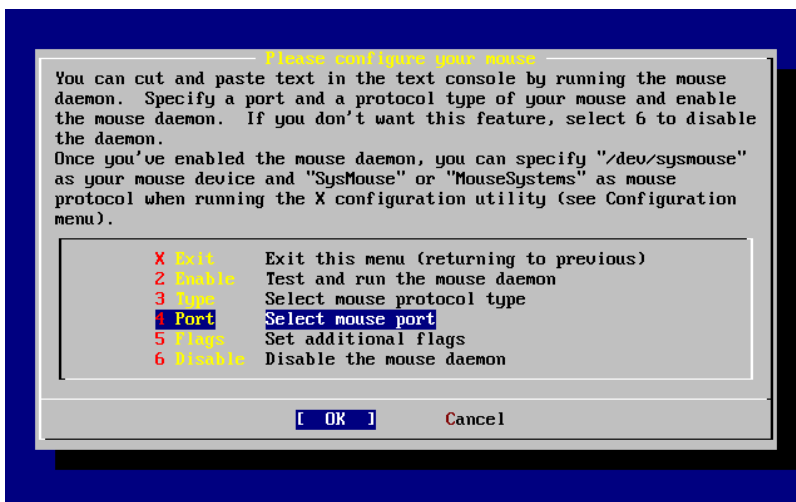 Please configure your mouse
You can cut and paste text in the text console by running the mouse
daemon.  Specify a port and a protocol type of your mouse and enable
the mouse daemon.  If you don't want this feature, select 6 to disable
the daemon.
Once you've enabled the mouse daemon, you can specify "/dev/sysmouse"
as your mouse device and "SysMouse" or "MouseSystems" as mouse
protocol when running the X configuration utility (see Configuration
menu).
X Exit Exit this menu (returning to previous)
2 Enable Test and run the mouse daemon
3 Type Select mouse protocol type
4 Port Select mouse port
5 Flags Set additional flags
6 Disable Disable the mouse daemon
[ OK ] Cancel